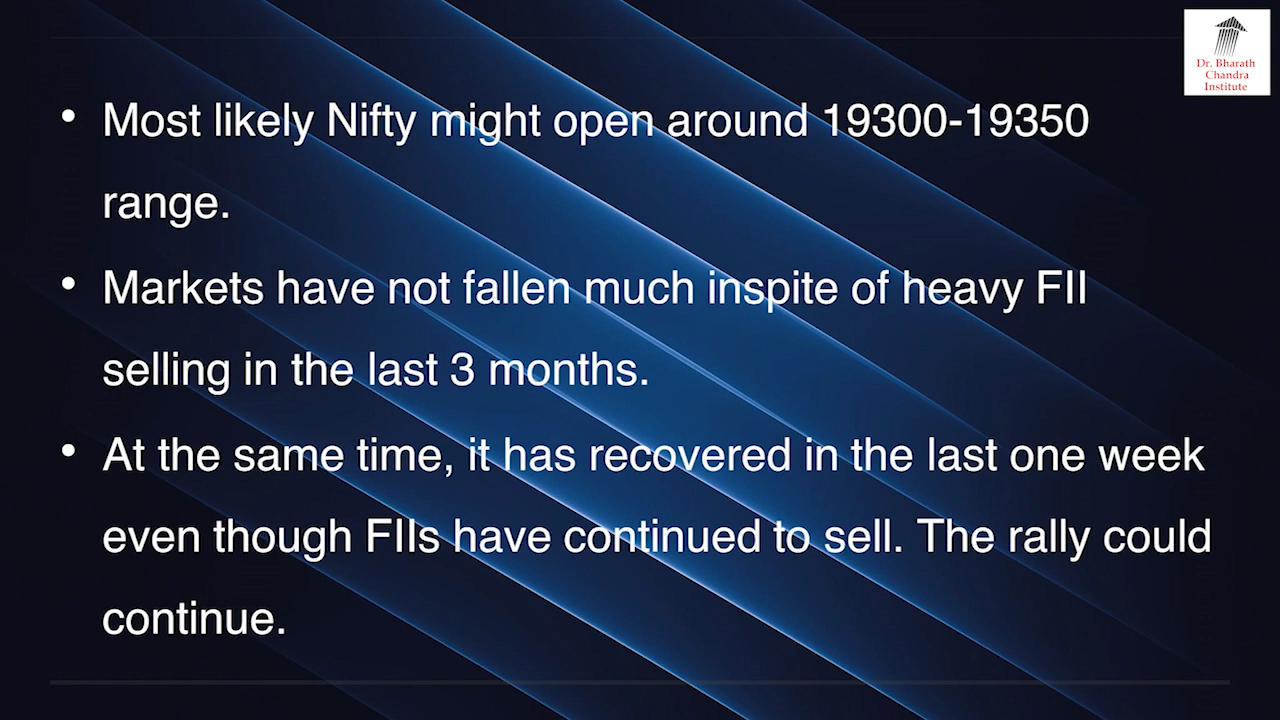 Dr. Bharath
Chandra
Institute
• Most likely Nifty might open around 19300-19350
range.
• Markets have not fallen much inspite of heavy FII
selling in the last 3 months.
• At the same time, it has recovered in the last one week
even though FIIs have continued to sell. The rally could
continue.